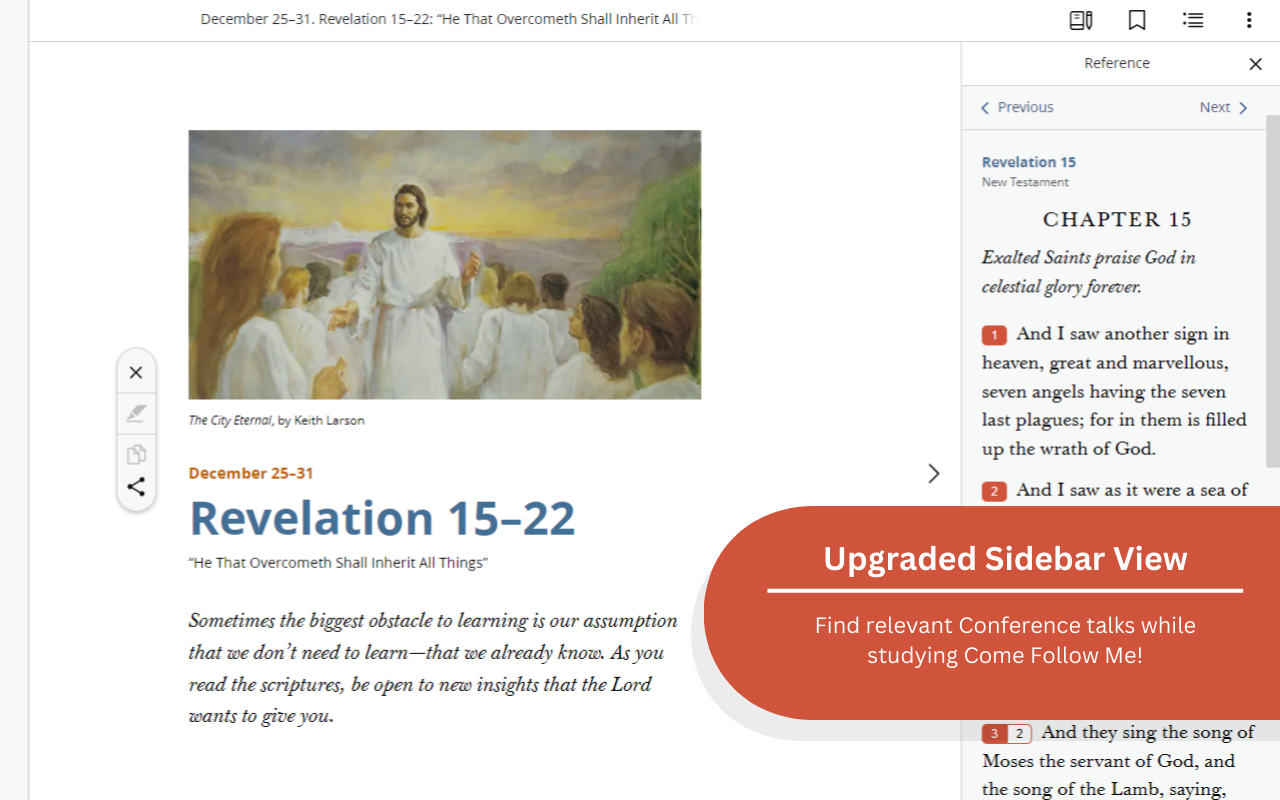 December 25–31. Revelation 15–22: “He That Overcometh Shall Inherit All Th
The City Eternal, by Keith Larson
December 25–31
Revelation 15–22
“He That Overcometh Shall Inherit All Things”
Sometimes the biggest obstacle to learning is our assumption
that we don’t need to learn—that we already know. As you
read the scriptures, be open to new insights that the Lord
wants to give you.
Reference
Previous
Next
Revelation 15
New Testament
CHAPTER 15
Exalted Saints praise God in
celestial glory forever.
1 And I saw another sign in
heaven, great and marvellous,
seven angels having the seven
last plagues; for in them is filled
up the wrath of God.
2 And I saw as it were a sea of
Upgraded Sidebar View
Find relevant Conference talks while
studying Come Follow Me!
3 2 And they sing the song of
Moses the servant of God, and
the song of the Lamb, saying,